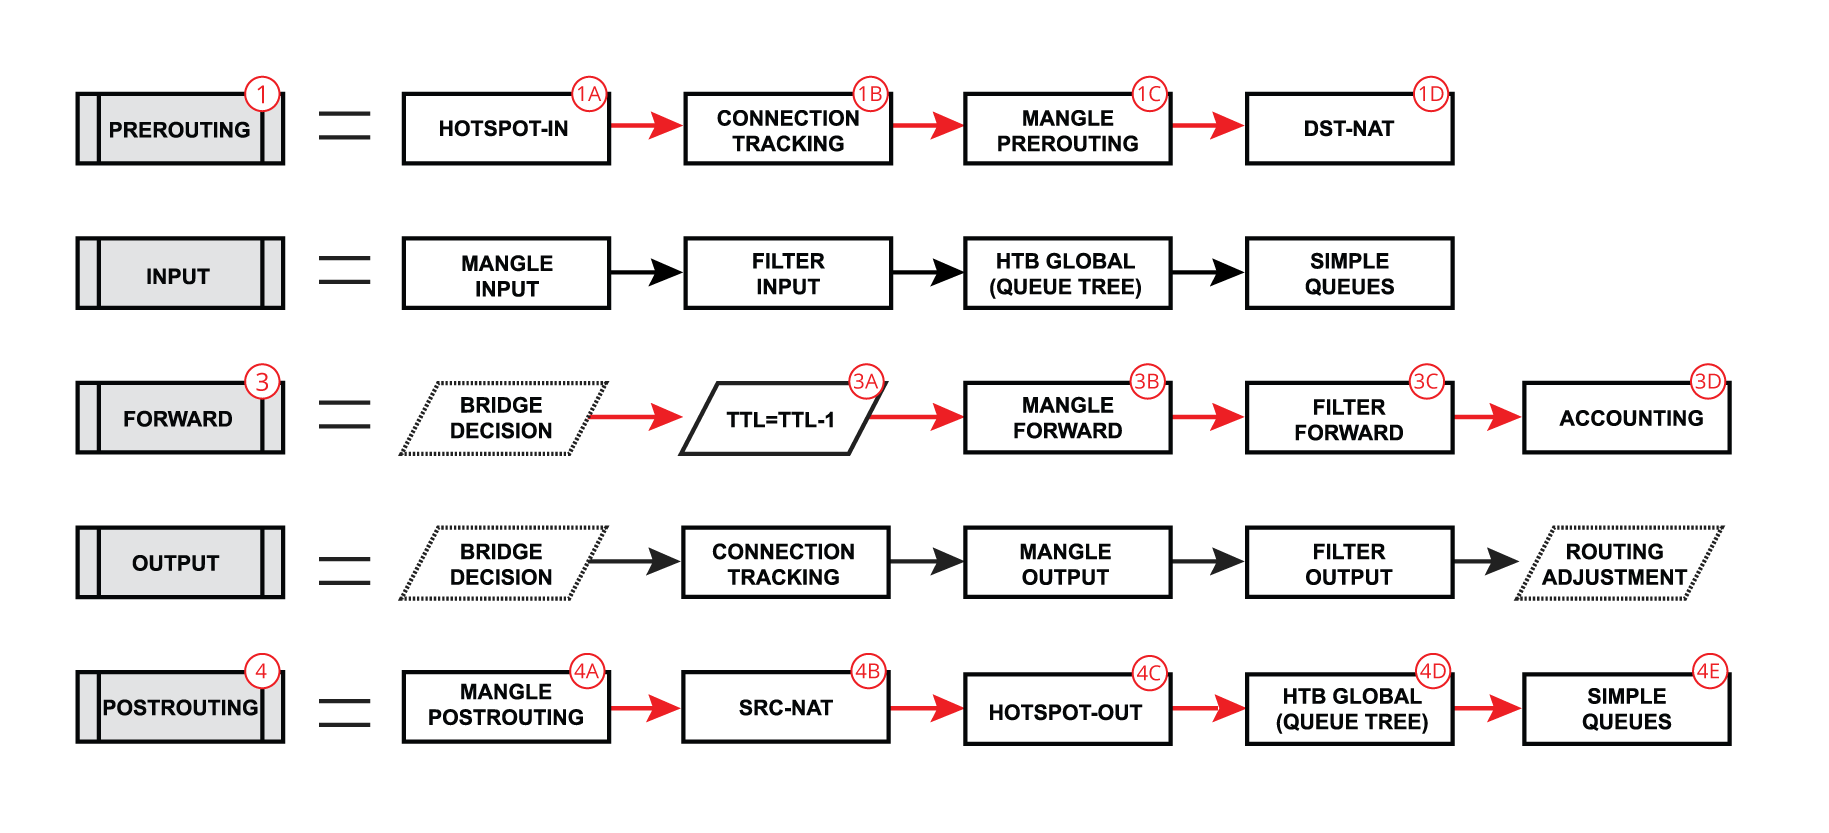 1
PREROUTING
1A
HOTSPOT-IN
1B
CONNECTION
TRACKING
1C
MANGLE
PREROUTING
1D
DST-NAT
INPUT
MANGLE
INPUT
FILTER
INPUT
HTB GLOBAL
(QUEUE TREE)
SIMPLE
QUEUES
3
FORWARD
BRIDGE
DECISION
3A
TTL=TTL-1
3B
MANGLE
FORWARD
3C
FILTER
FORWARD
3D
ACCOUNTING
OUTPUT
BRIDGE
DECISION
CONNECTION
TRACKING
MANGLE
OUTPUT
FILTER
OUTPUT
ROUTING
ADJUSTMENT
4
POSTROUTING
4A
MANGLE
POSTROUTING
4B
SRC-NAT
4C
HOTSPOT-OUT
4D
HTB GLOBAL
(QUEUE TREE)
4E
SIMPLE
QUEUES